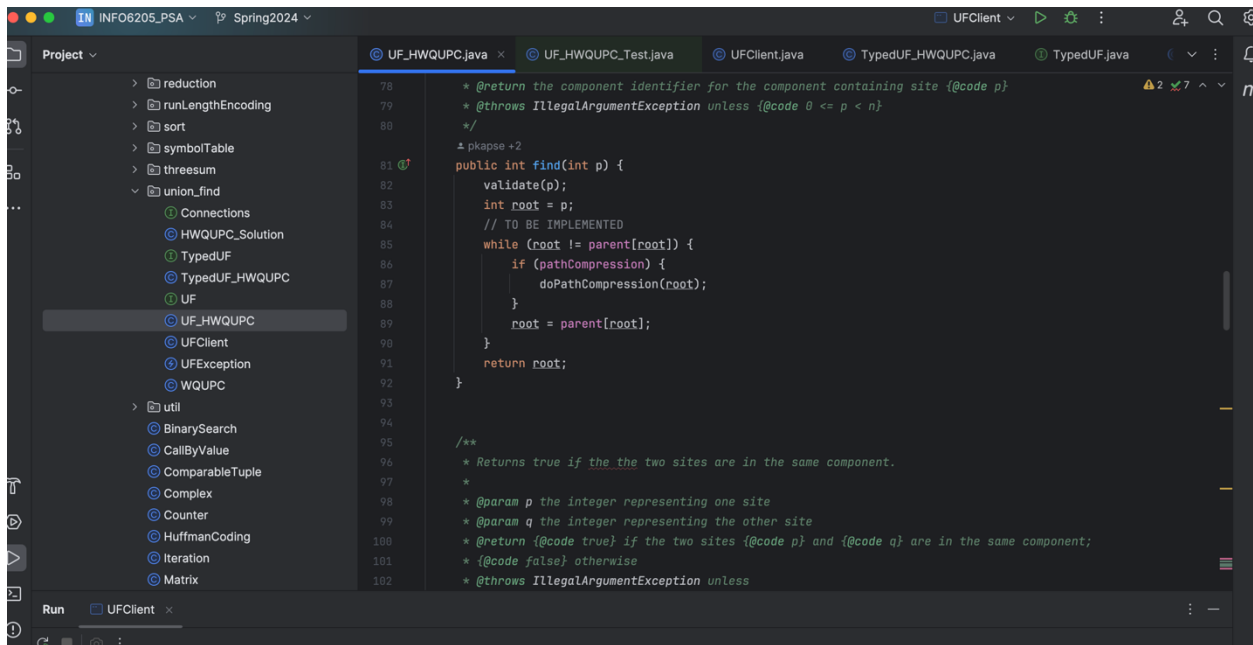 IN INFO6205_PSA Spring2024 UFClient
Project
UF_HWQUPC.java UF_HWQUPC_Test.java UFClient.java TypedUF_HWQUPC.java TypedUF.java
reduction
runLengthEncoding
sort
symbolTable
threesum
union_find
Connections
HWQUPC_Solution
TypedUF
TypedUF_HWQUPC
UF
UF_HWQUPC
UFClient
UFException
WQUPC
util
BinarySearch
CallByValue
ComparableTuple
Complex
Counter
HuffmanCoding
Iteration
Matrix
2 7
78 * @return the component identifier for the component containing site {@code p}
79 * @throws IllegalArgumentException unless {@code 0 <= p < n}
80 */
pkapse +2
81 public int find(int p) {
82 validate(p);
83 int root = p;
84 // TO BE IMPLEMENTED
85 while (root != parent[root]) {
86 if (pathCompression) {
87 doPathCompression(root);
88 }
89 root = parent[root];
90 }
91 return root;
92 }
93
94
95 /**
96 * Returns true if the the two sites are in the same component.
97 *
98 * @param p the integer representing one site
99 * @param q the integer representing the other site
100 * @return {@code true} if the two sites {@code p} and {@code q} are in the same component;
101 * {@code false} otherwise
102 * @throws IllegalArgumentException unless
Run UFClient